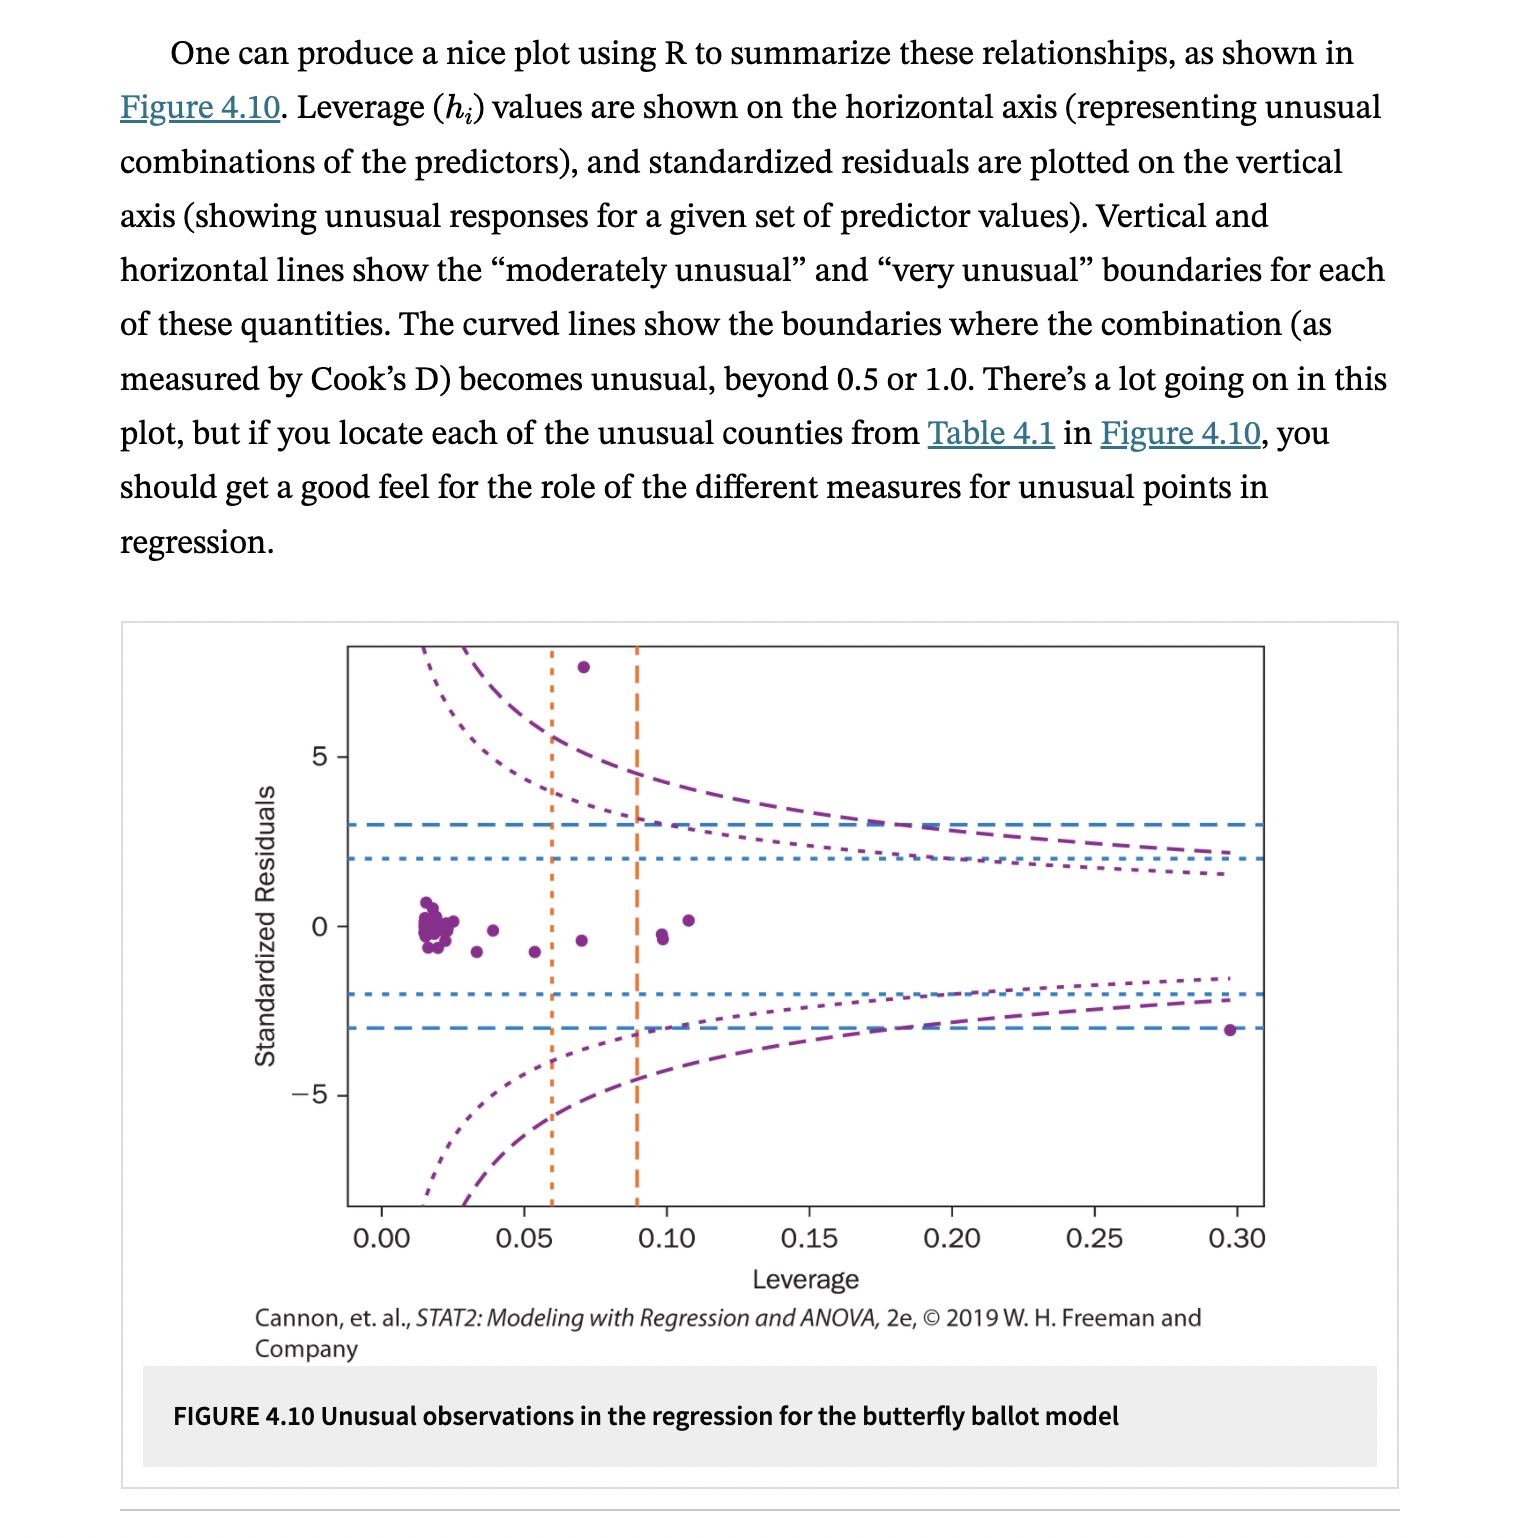 One can produce a nice plot using R to summarize these relationships, as shown in
Figure 4.10. Leverage (hᵢ) values are shown on the horizontal axis (representing unusual
combinations of the predictors), and standardized residuals are plotted on the vertical
axis (showing unusual responses for a given set of predictor values). Vertical and
horizontal lines show the “moderately unusual” and “very unusual” boundaries for each
of these quantities. The curved lines show the boundaries where the combination (as
measured by Cook’s D) becomes unusual, beyond 0.5 or 1.0. There’s a lot going on in this
plot, but if you locate each of the unusual counties from Table 4.1 in Figure 4.10, you
should get a good feel for the role of the different measures for unusual points in
regression.
Standardized Residuals
5
0
−5
0.00 0.05 0.10 0.15 0.20 0.25 0.30
Leverage
Cannon, et. al., STAT2: Modeling with Regression and ANOVA, 2e, © 2019 W. H. Freeman and
Company
FIGURE 4.10 Unusual observations in the regression for the butterfly ballot model